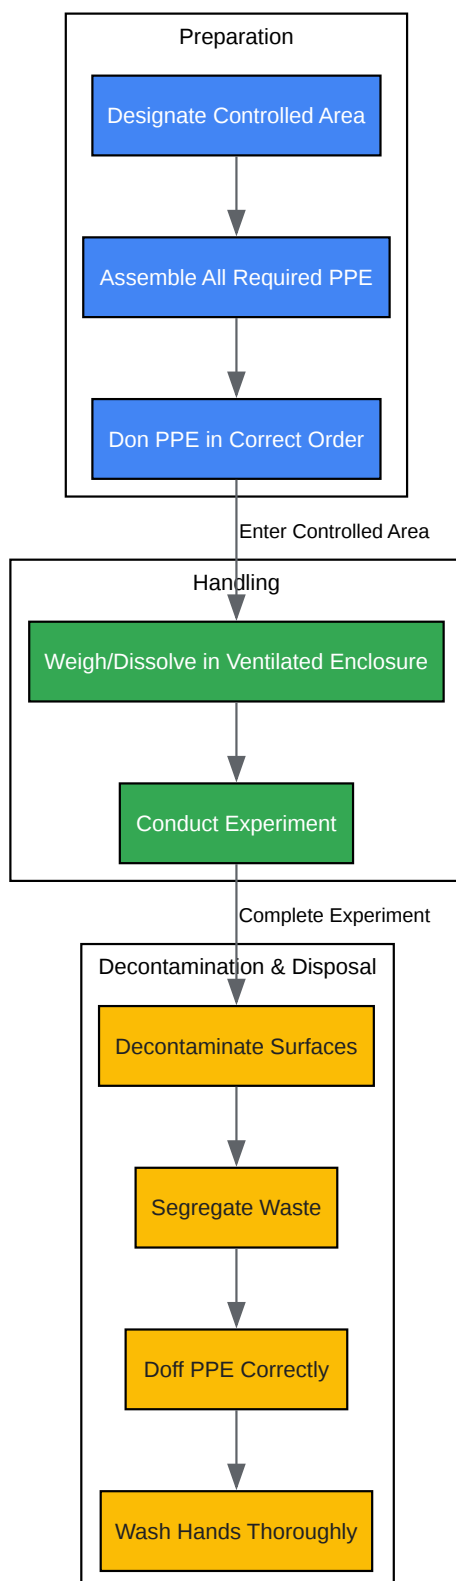 Preparation
Designate Controlled Area
Assemble All Required PPE
Don PPE in Correct Order
Enter Controlled Area
Handling
Weigh/Dissolve in Ventilated Enclosure
Conduct Experiment
Complete Experiment
Decontamination & Disposal
Decontaminate Surfaces
Segregate Waste
Doff PPE Correctly
Wash Hands Thoroughly